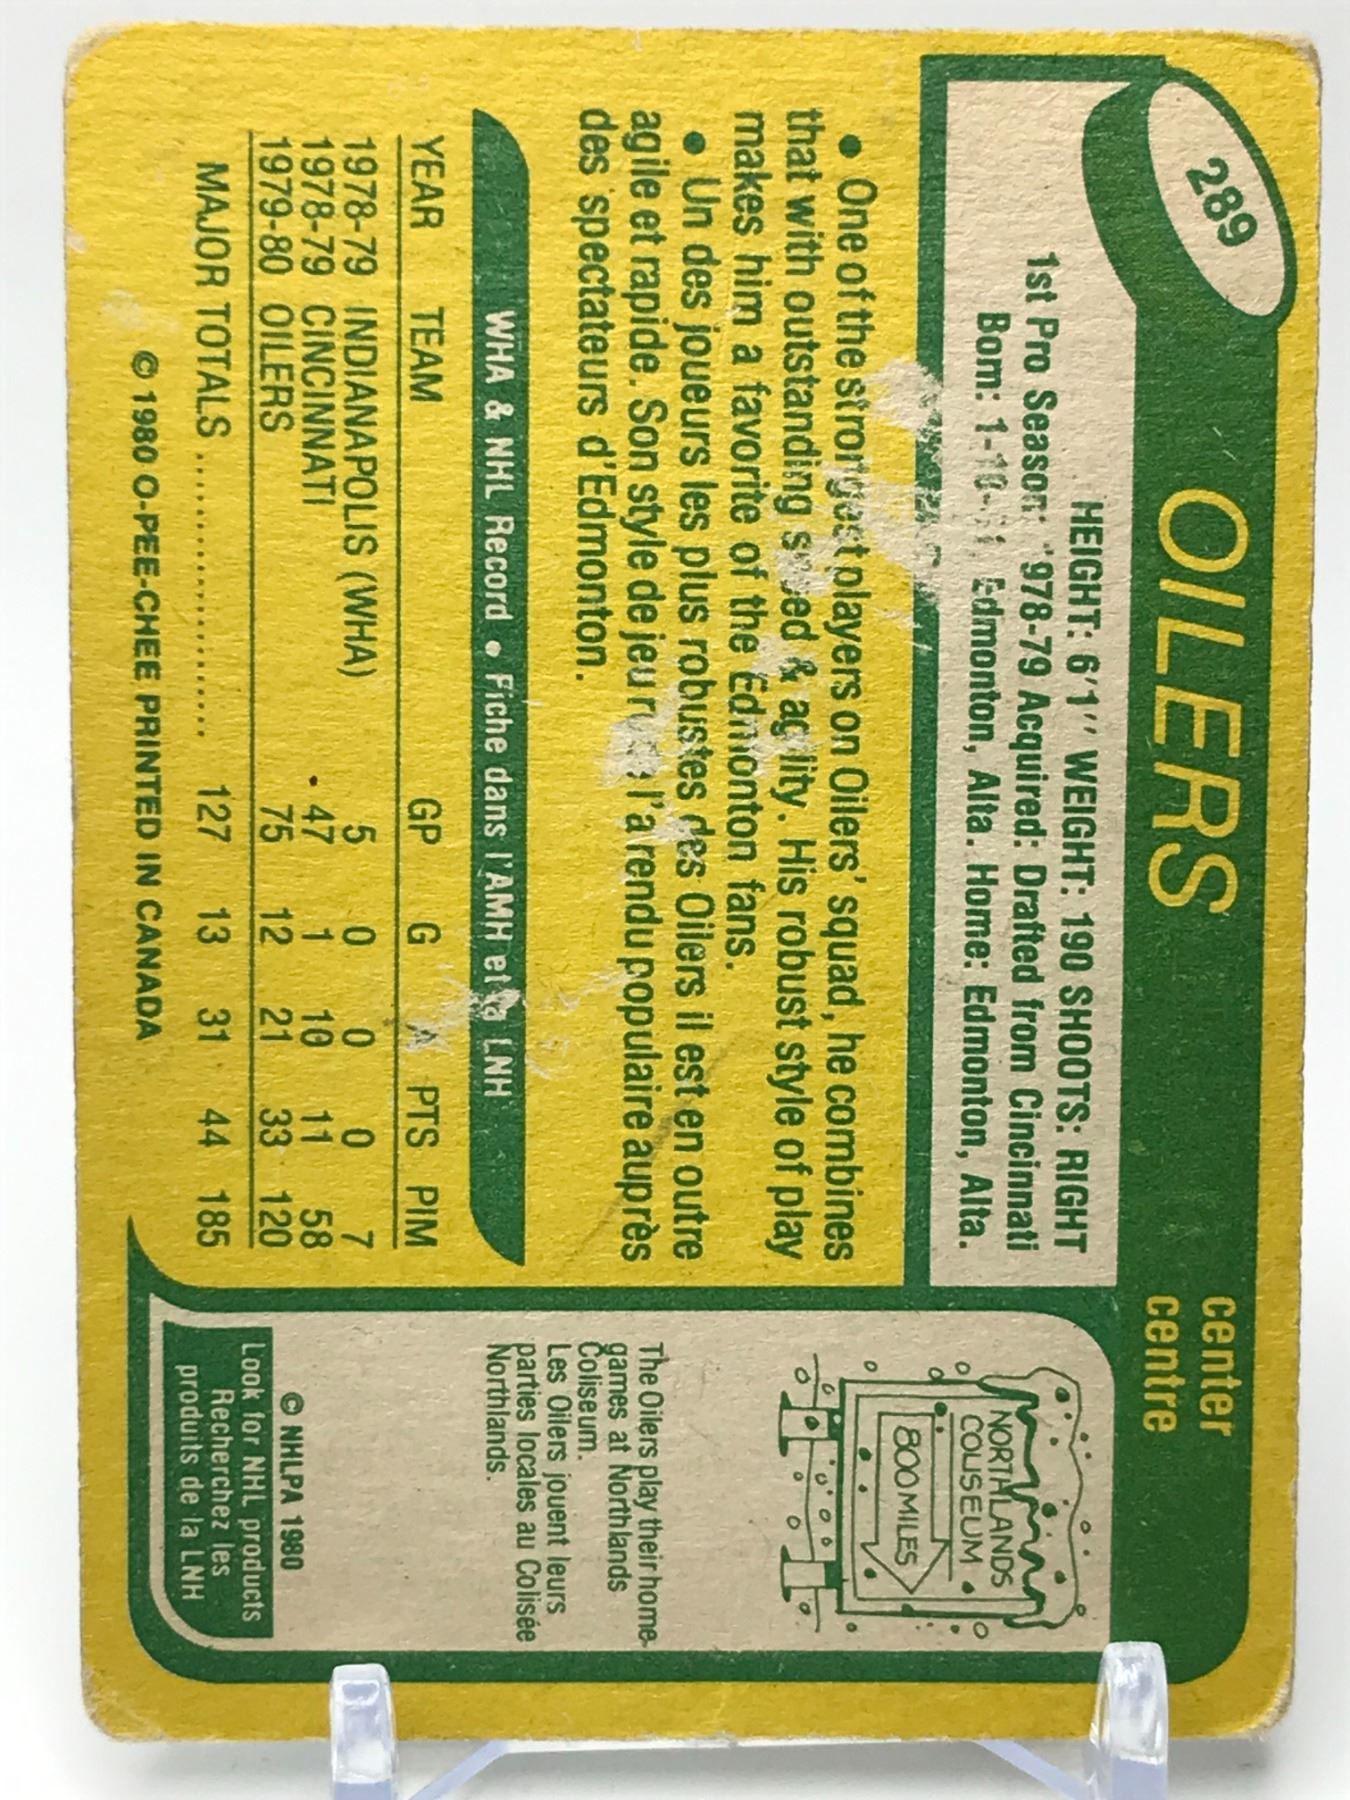 289
OILERS
center
centre
HEIGHT: 6'1'' WEIGHT: 190 SHOOTS: RIGHT
1st Pro Season: 1978-79 Acquired: Drafted from Cincinnati
Born: Edmonton, Alta. Home: Edmonton, Alta.
• One of the strongest players on Oilers' squad, he combines
that with outstanding speed & agility. His robust style of play
makes him a favorite of the Edmonton fans.
• Un des joueurs les plus robustes des Oilers il est en outre
agile et rapide. Son style de jeu rude l'a rendu populaire auprès
des spectateurs d'Edmonton.
WHA & NHL Record • Fiche dans l'AMH et la LNH
YEAR TEAM GP G A PTS PIM
1978-79 INDIANAPOLIS (WHA) 5 0 0 0 7
1978-79 CINCINNATI 47 1 10 11 58
1979-80 OILERS 75 12 21 33 120
MAJOR TOTALS .................... 127 13 31 44 185
© 1980 O-PEE-CHEE PRINTED IN CANADA
NORTHLANDS
COLISEUM
800 MILES
The Oilers play their home
games at Northlands
Coliseum.
Les Oilers jouent leurs
parties locales au Colisée
Northlands.
© NHLPA 1980
Look for NHL products
Recherchez les
produits de la LNH